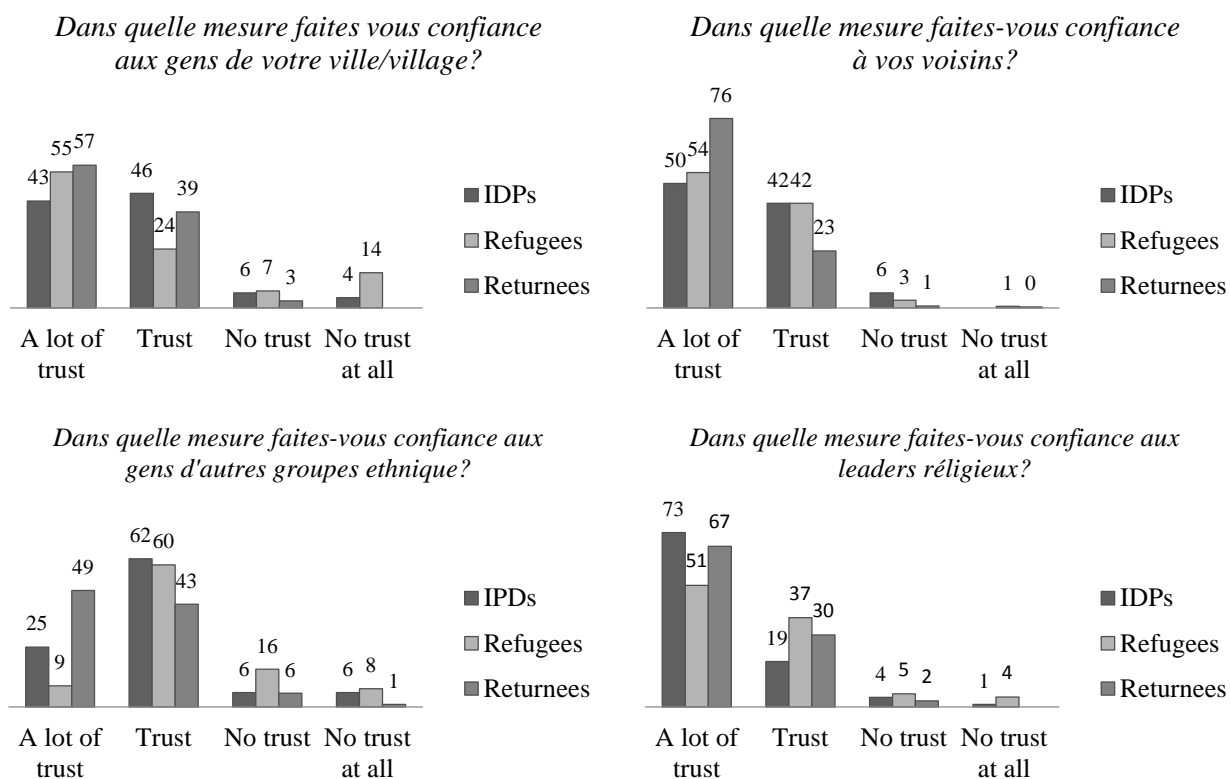 Dans quelle mesure faites vous confiance
aux gens de votre ville/village?
43 55 57
46 24 39
6 7 3
4 14
IDPs
Refugees
Returnees
A lot of trust
Trust
No trust
No trust at all
Dans quelle mesure faites-vous confiance
à vos voisins?
50 54 76
42 42 23
6 3 1
1 0
IDPs
Refugees
Returnees
A lot of trust
Trust
No trust
No trust at all
Dans quelle mesure faites-vous confiance aux
gens d'autres groupes ethnique?
25 9 49
62 60 43
6 16 6
6 8 1
IPDs
Refugees
Returnees
A lot of trust
Trust
No trust
No trust at all
Dans quelle mesure faites-vous confiance aux
leaders réligieux?
73 51 67
19 37 30
4 5 2
1 4
IDPs
Refugees
Returnees
A lot of trust
Trust
No trust
No trust at all